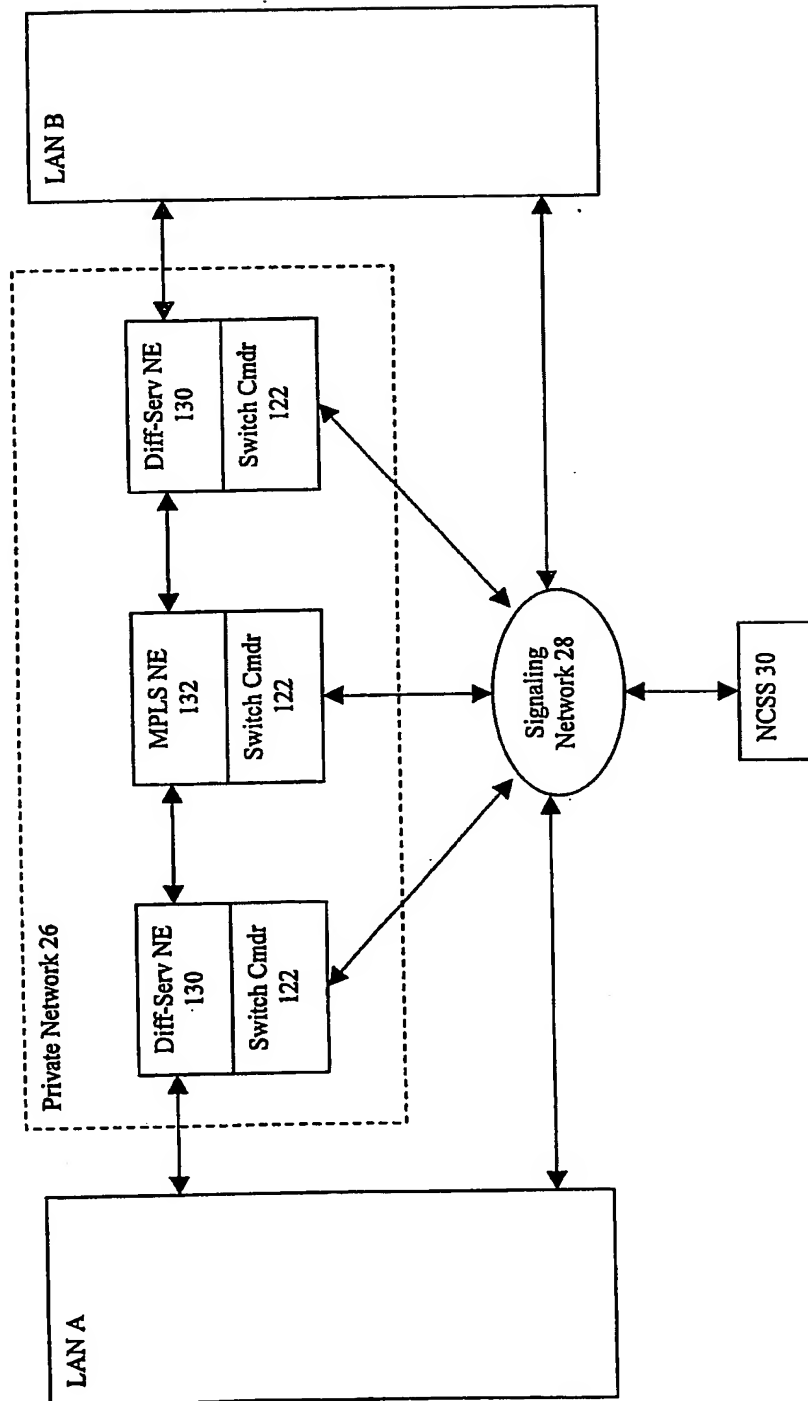 LAN A
Private Network 26
Diff-Serv NE
130
Switch Cmdr
122
MPLS NE
132
Switch Cmdr
122
Diff-Serv NE
130
Switch Cmdr
122
LAN B
Signaling
Network 28
NCSS 30